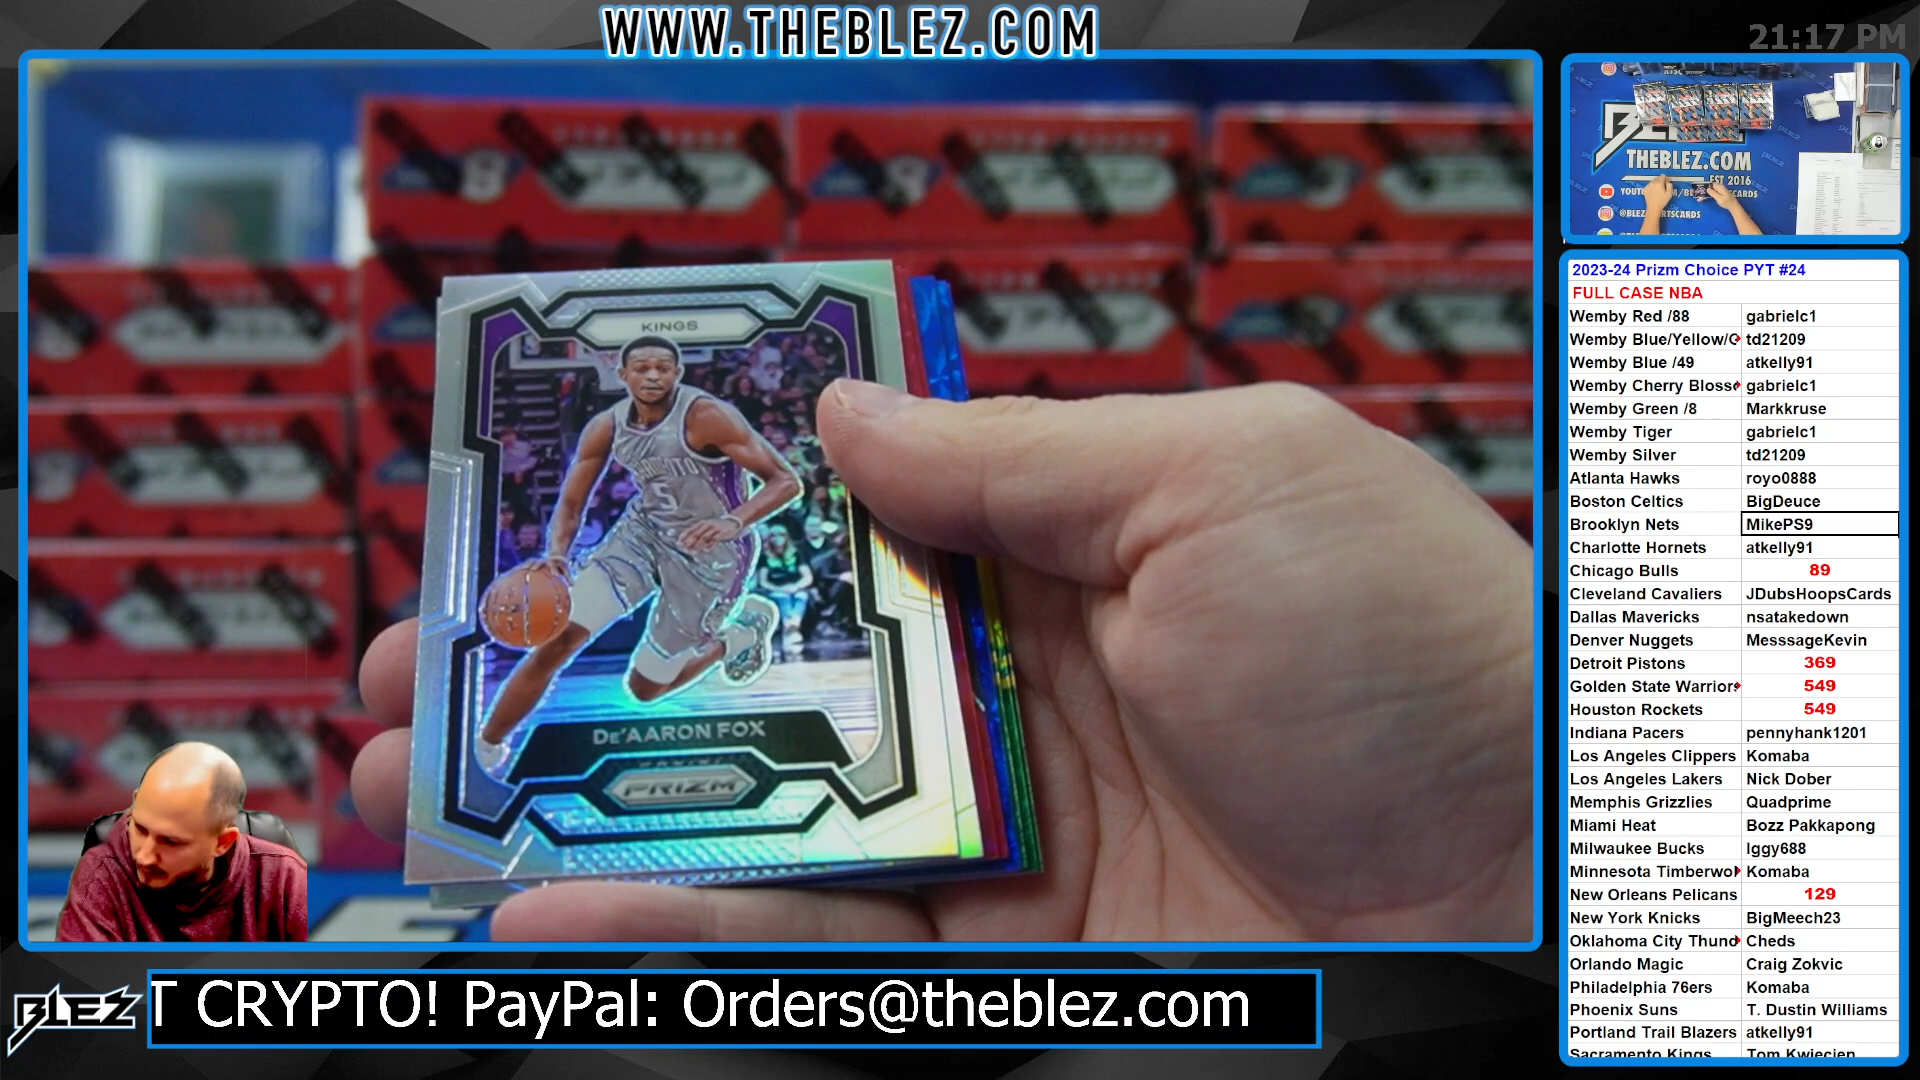 WWW.THEBLEZ.COM
21:17 PM
KINGS
5
DE'AARON FOX
PRIZM
THEBLEZ.COM
EST 2016
2023-24 Prizm Choice PYT #24
FULL CASE NBA
Wemby Red /88 gabrielc1
Wemby Blue/Yellow/ td21209
Wemby Blue /49 atkelly91
Wemby Cherry Bloss gabrielc1
Wemby Green /8 Markkruse
Wemby Tiger gabrielc1
Wemby Silver td21209
Atlanta Hawks royo0888
Boston Celtics BigDeuce
Brooklyn Nets MikePS9
Charlotte Hornets atkelly91
Chicago Bulls 89
Cleveland Cavaliers JDubsHoopsCards
Dallas Mavericks nsatakedown
Denver Nuggets MesssageKevin
Detroit Pistons 369
Golden State Warrior 549
Houston Rockets 549
Indiana Pacers pennyhank1201
Los Angeles Clippers Komaba
Los Angeles Lakers Nick Dober
Memphis Grizzlies Quadprime
Miami Heat Bozz Pakkapong
Milwaukee Bucks Iggy688
Minnesota Timberwol Komaba
New Orleans Pelicans 129
New York Knicks BigMeech23
Oklahoma City Thund Cheds
Orlando Magic Craig Zokvic
Philadelphia 76ers Komaba
Phoenix Suns T. Dustin Williams
Portland Trail Blazers atkelly91
Sacramento Kings Tom Kwiecien
BLEZ
T CRYPTO! PayPal: Orders@theblez.com